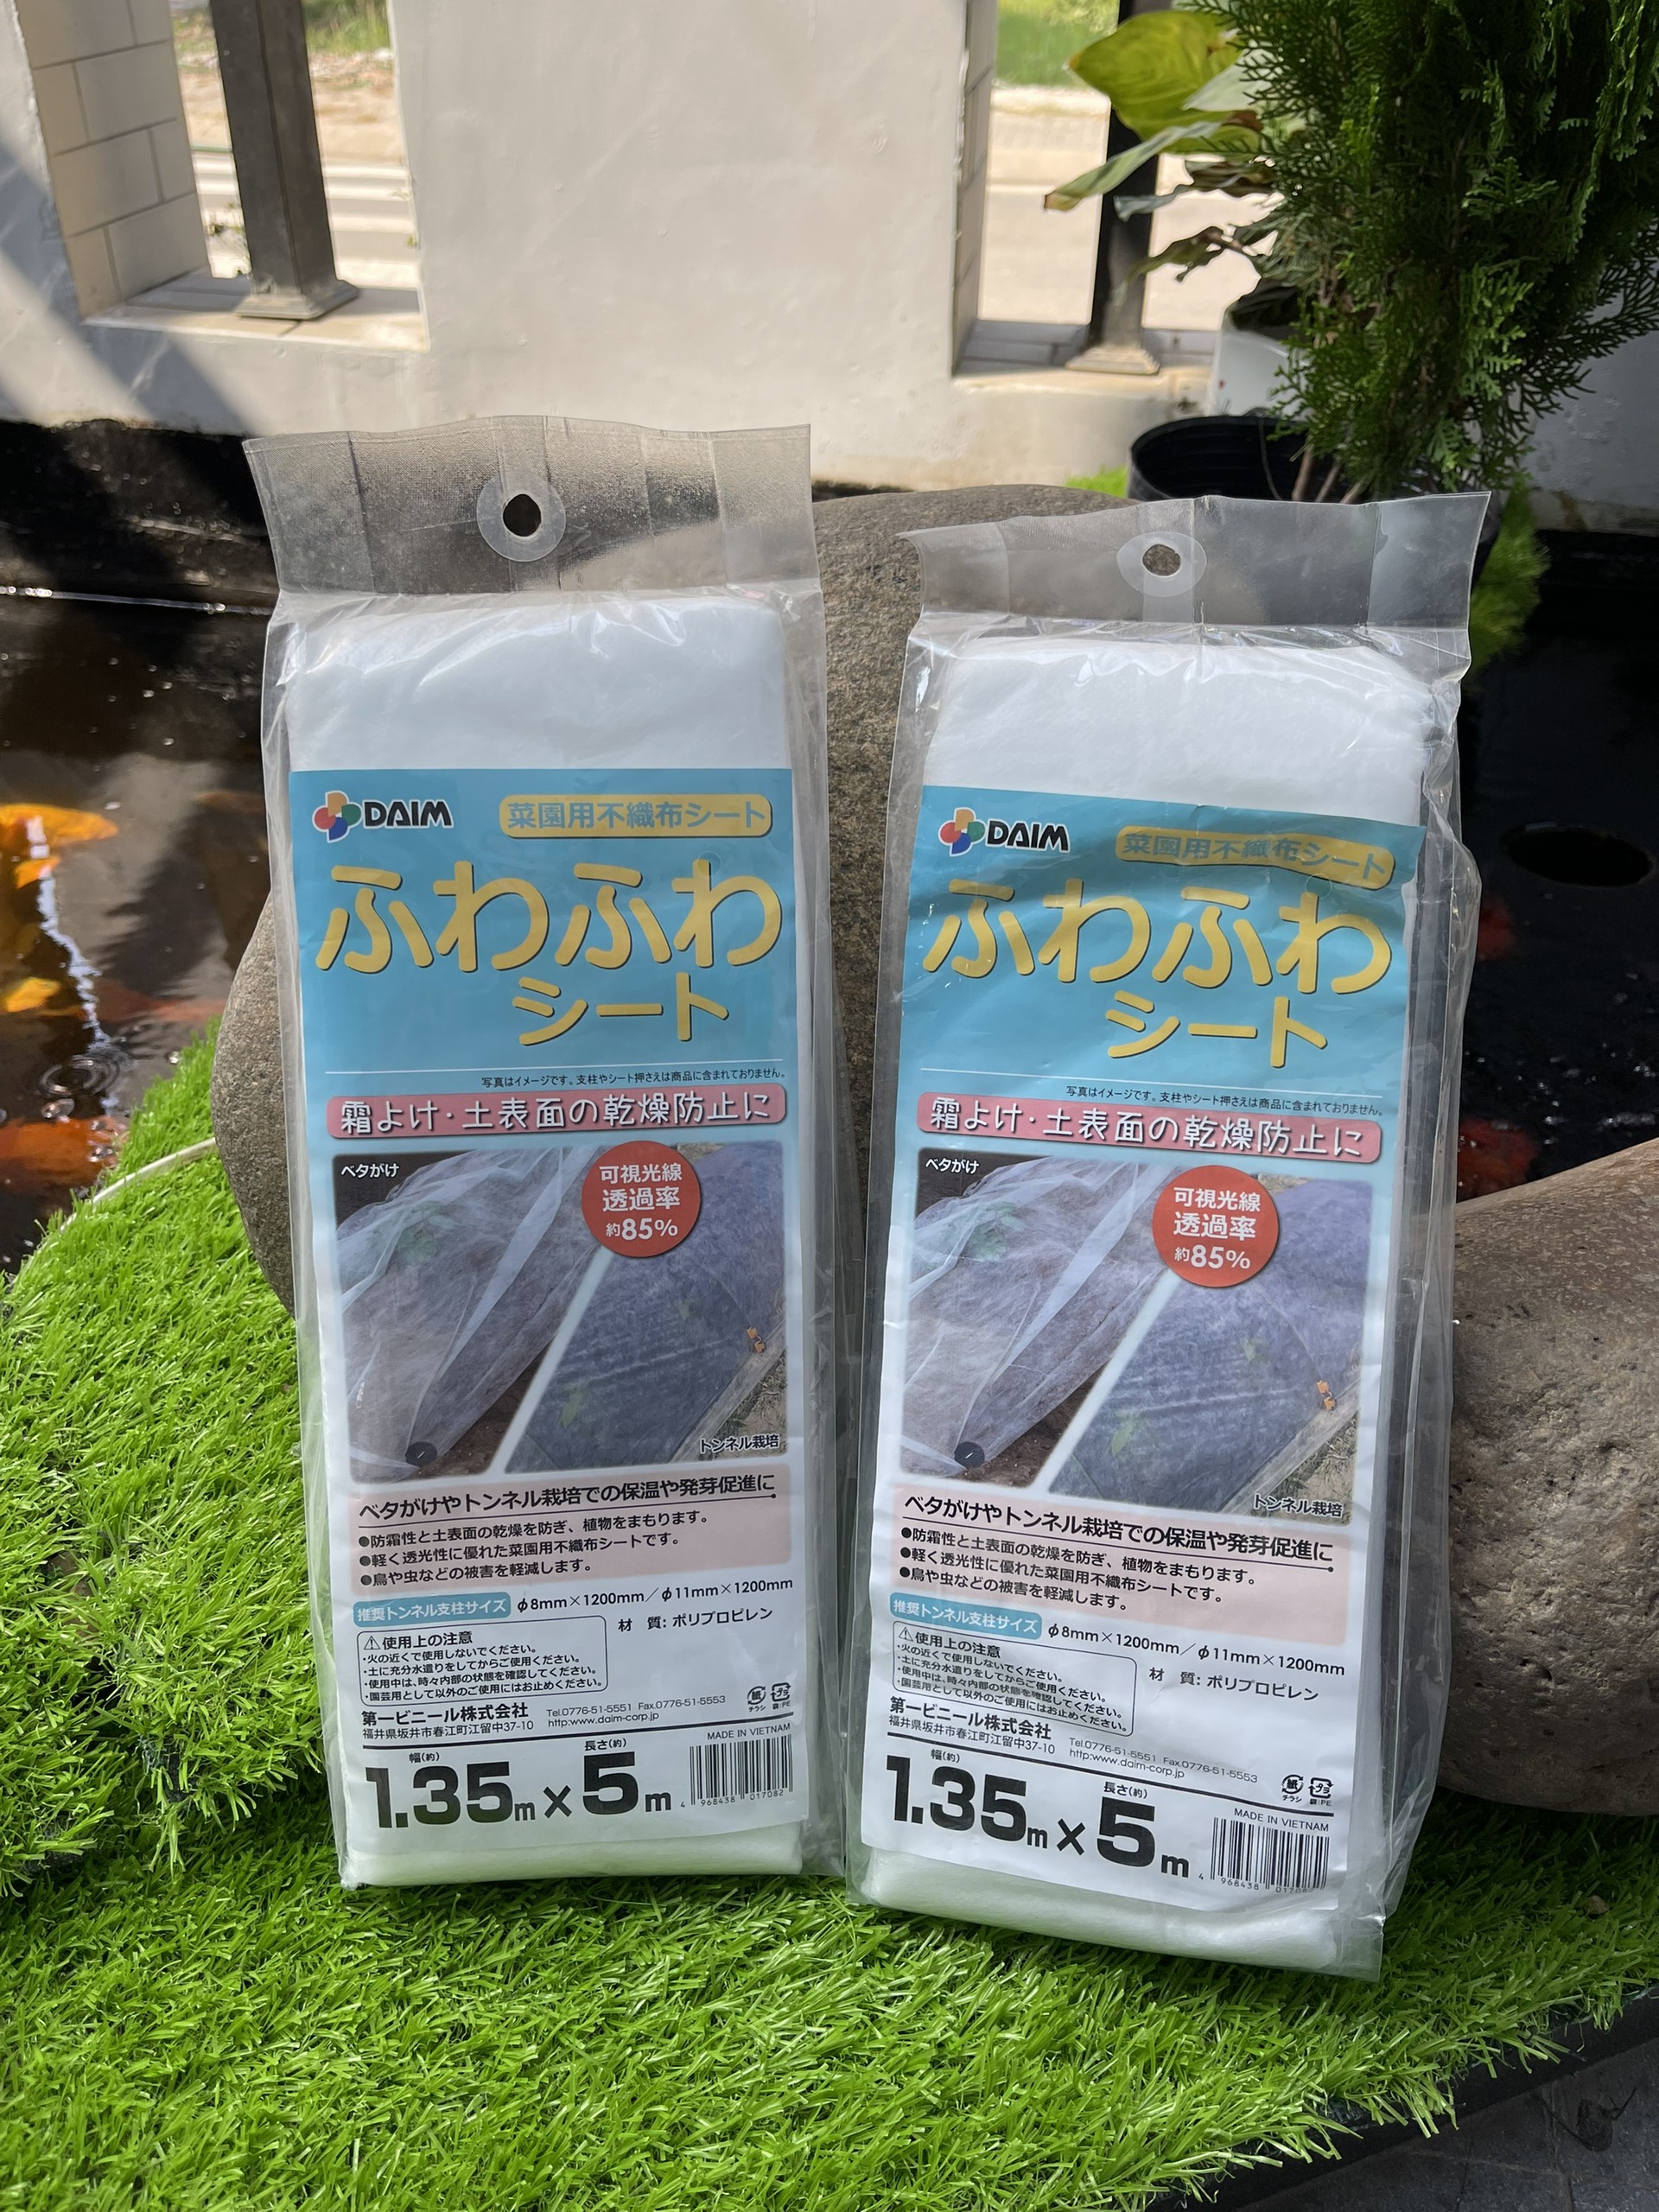 DAIM
菜園用不織布シート
ふわふわ
シート
写真はイメージです。支柱やシート押さえは商品に含まれておりません。
霜よけ・土表面の乾燥防止に
ベタがけ
可視光線
透過率
約85%
トンネル栽培
ベタがけやトンネル栽培での保温や発芽促進に
●防霜性と土表面の乾燥を防ぎ、植物をまもります。
●軽く透光性に優れた菜園用不織布シートです。
●鳥や虫などの被害を軽減します。
推奨トンネル支柱サイズ φ8mm×1200mm/φ11mm×1200mm
材 質: ポリプロピレン
⚠使用上の注意
・火の近くで使用しないでください。
・土に充分水遣りをしてからご使用ください。
・使用中は、時々内部の状態を確認してください。
・園芸用として以外のご使用にはお止めください。
第一ビニール株式会社
福井県坂井市春江町江留中37-10
Tel.0776-51-5551 Fax.0776-51-5553
http:www.daim-corp.jp
紙
チラシ
プラ
袋:PE
MADE IN VIETNAM
幅(約) 長さ(約)
1.35m×5m
4 968438 017082
DAIM
菜園用不織布シート
ふわふわ
シート
写真はイメージです。支柱やシート押さえは商品に含まれておりません。
霜よけ・土表面の乾燥防止に
ベタがけ
可視光線
透過率
約85%
トンネル栽培
ベタがけやトンネル栽培での保温や発芽促進に
●防霜性と土表面の乾燥を防ぎ、植物をまもります。
●軽く透光性に優れた菜園用不織布シートです。
●鳥や虫などの被害を軽減します。
推奨トンネル支柱サイズ φ8mm×1200mm/φ11mm×1200mm
材 質: ポリプロピレン
⚠使用上の注意
・火の近くで使用しないでください。
・土に充分水遣りをしてからご使用ください。
・使用中は、時々内部の状態を確認してください。
・園芸用として以外のご使用にはお止めください。
第一ビニール株式会社
福井県坂井市春江町江留中37-10
Tel.0776-51-5551 Fax.0776-51-5553
http:www.daim-corp.jp
紙
チラシ
プラ
袋:PE
MADE IN VIETNAM
幅(約) 長さ(約)
1.35m×5m
4 968438 017082